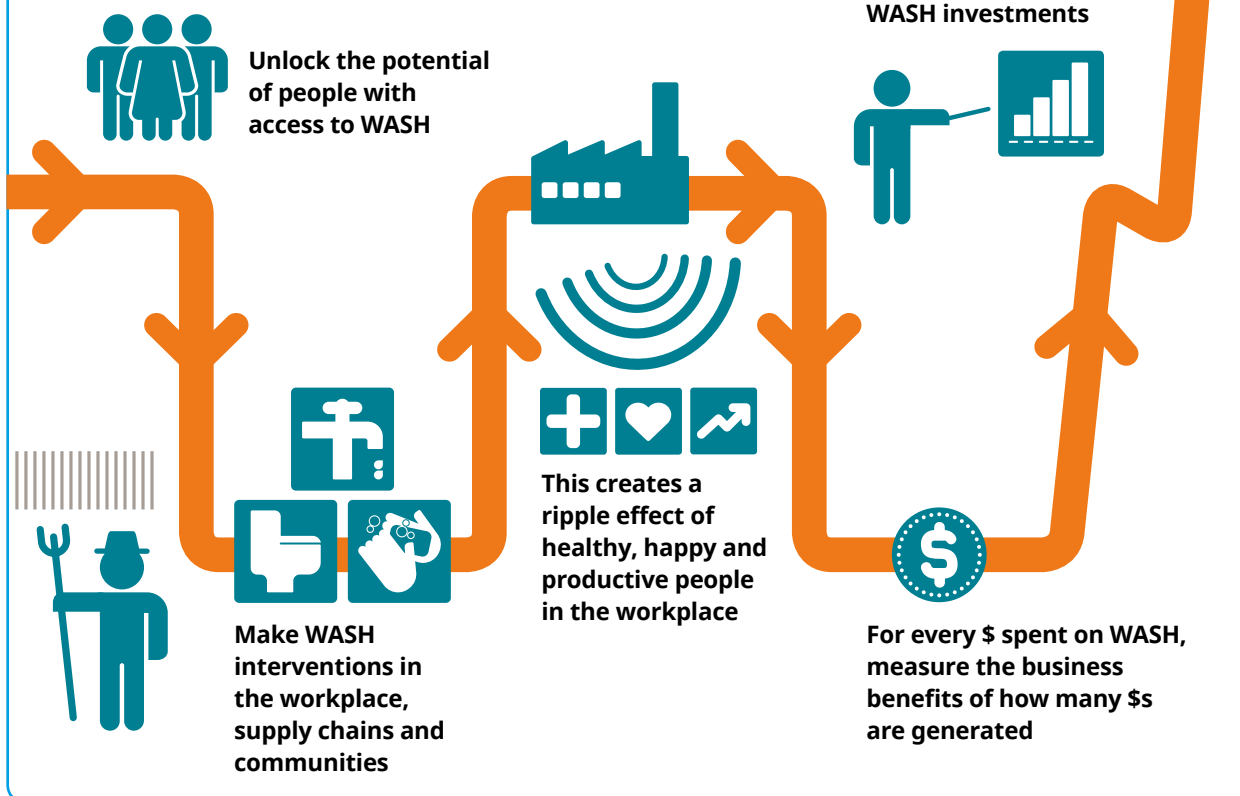 Unlock the potential
of people with
access to WASH
Make WASH
interventions in
the workplace,
supply chains and
communities
This creates a
ripple effect of
healthy, happy and
productive people
in the workplace
For every $ spent on WASH,
measure the business
benefits of how many $s
are generated
WASH investments